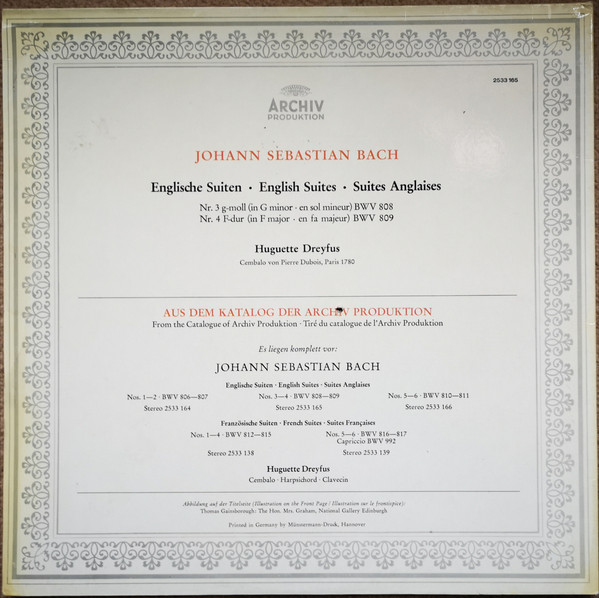 2533 165
ARCHIV
PRODUKTION
JOHANN SEBASTIAN BACH
Englische Suiten · English Suites · Suites Anglaises
Nr. 3 g-moll (in G minor · en sol mineur) BWV 808
Nr. 4 F-dur (in F major · en fa majeur) BWV 809
Huguette Dreyfus
Cembalo von Pierre Dubois, Paris 1780
AUS DEM KATALOG DER ARCHIV PRODUKTION
From the Catalogue of Archiv Produktion · Tiré du catalogue de l'Archiv Produktion
Es liegen komplett vor:
JOHANN SEBASTIAN BACH
Englische Suiten · English Suites · Suites Anglaises
Nos. 1—2 · BWV 806—807 Nos. 3—4 · BWV 808—809 Nos. 5—6 · BWV 810—811
Stereo 2533 164 Stereo 2533 165 Stereo 2533 166
Französische Suiten · French Suites · Suites Françaises
Nos. 1—4 · BWV 812—815 Nos. 5—6 · BWV 816—817
Capriccio BWV 992
Stereo 2533 138 Stereo 2533 139
Huguette Dreyfus
Cembalo · Harpsichord · Clavecin
Abbildung auf der Titelseite (Illustration on the Front Page / Illustration sur le frontispice):
Thomas Gainsborough: The Hon. Mrs. Graham, National Gallery Edinburgh
Printed in Germany by Münstermann-Druck, Hannover